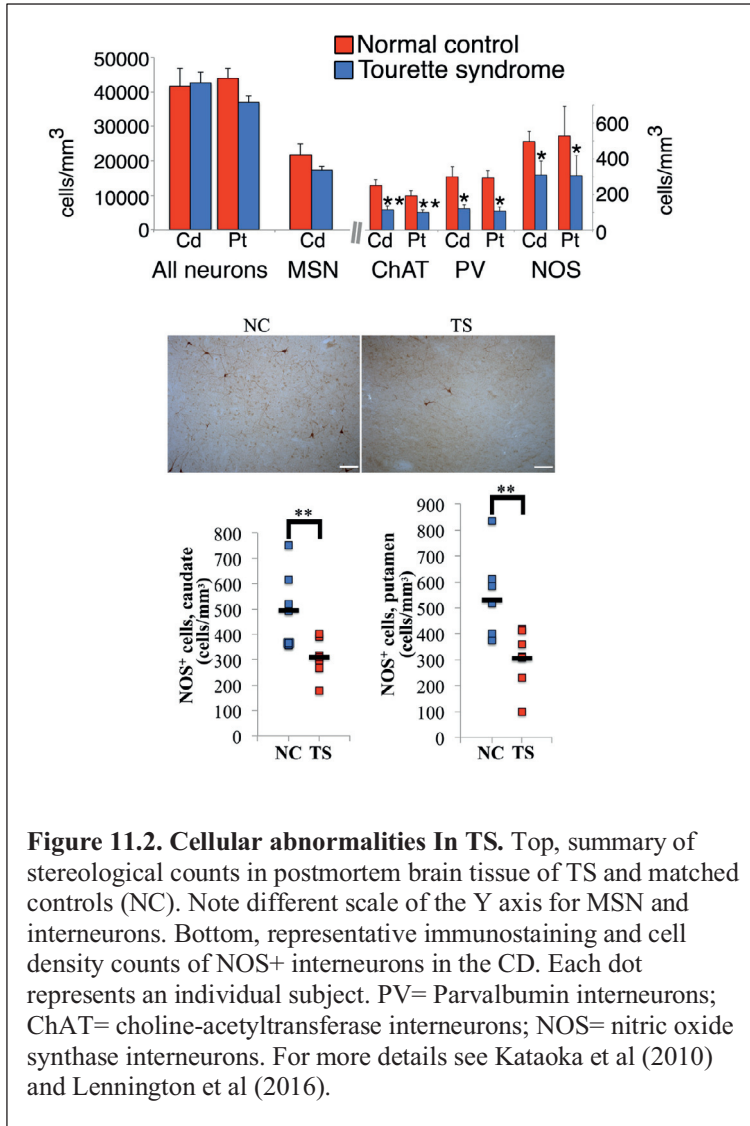 Normal control
Tourette syndrome
50000
40000
30000
20000
10000
0
cells/mm³
600
400
200
0
cells/mm³
** ** * * * *
Cd Pt Cd Cd Pt Cd Pt Cd Pt
All neurons MSN ChAT PV NOS
NC TS
**
800
700
600
500
400
300
200
100
0
NOS⁺ cells, caudate
(cells/mm³)
NC TS
**
900
800
700
600
500
400
300
200
100
0
NOS⁺ cells, putamen
(cells/mm³)
NC TS
Figure 11.2. Cellular abnormalities In TS. Top, summary of
stereological counts in postmortem brain tissue of TS and matched
controls (NC). Note different scale of the Y axis for MSN and
interneurons. Bottom, representative immunostaining and cell
density counts of NOS+ interneurons in the CD. Each dot
represents an individual subject. PV= Parvalbumin interneurons;
ChAT= choline-acetyltransferase interneurons; NOS= nitric oxide
synthase interneurons. For more details see Kataoka et al (2010)
and Lennington et al (2016).